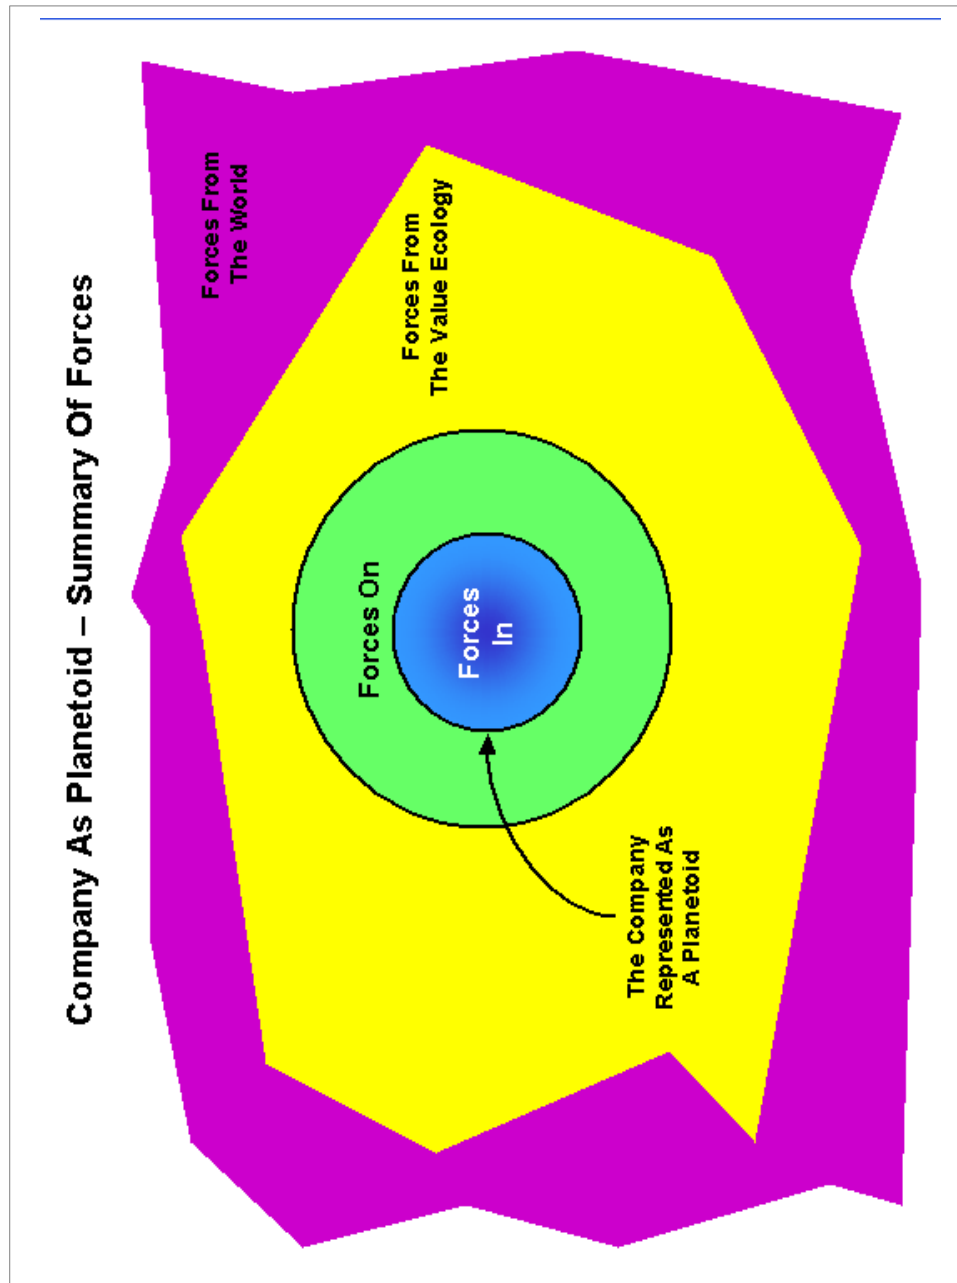 Company As Planetoid – Summary Of Forces
Forces From
The World
Forces From
The Value Ecology
Forces On
Forces
In
The Company
Represented As
A Planetoid